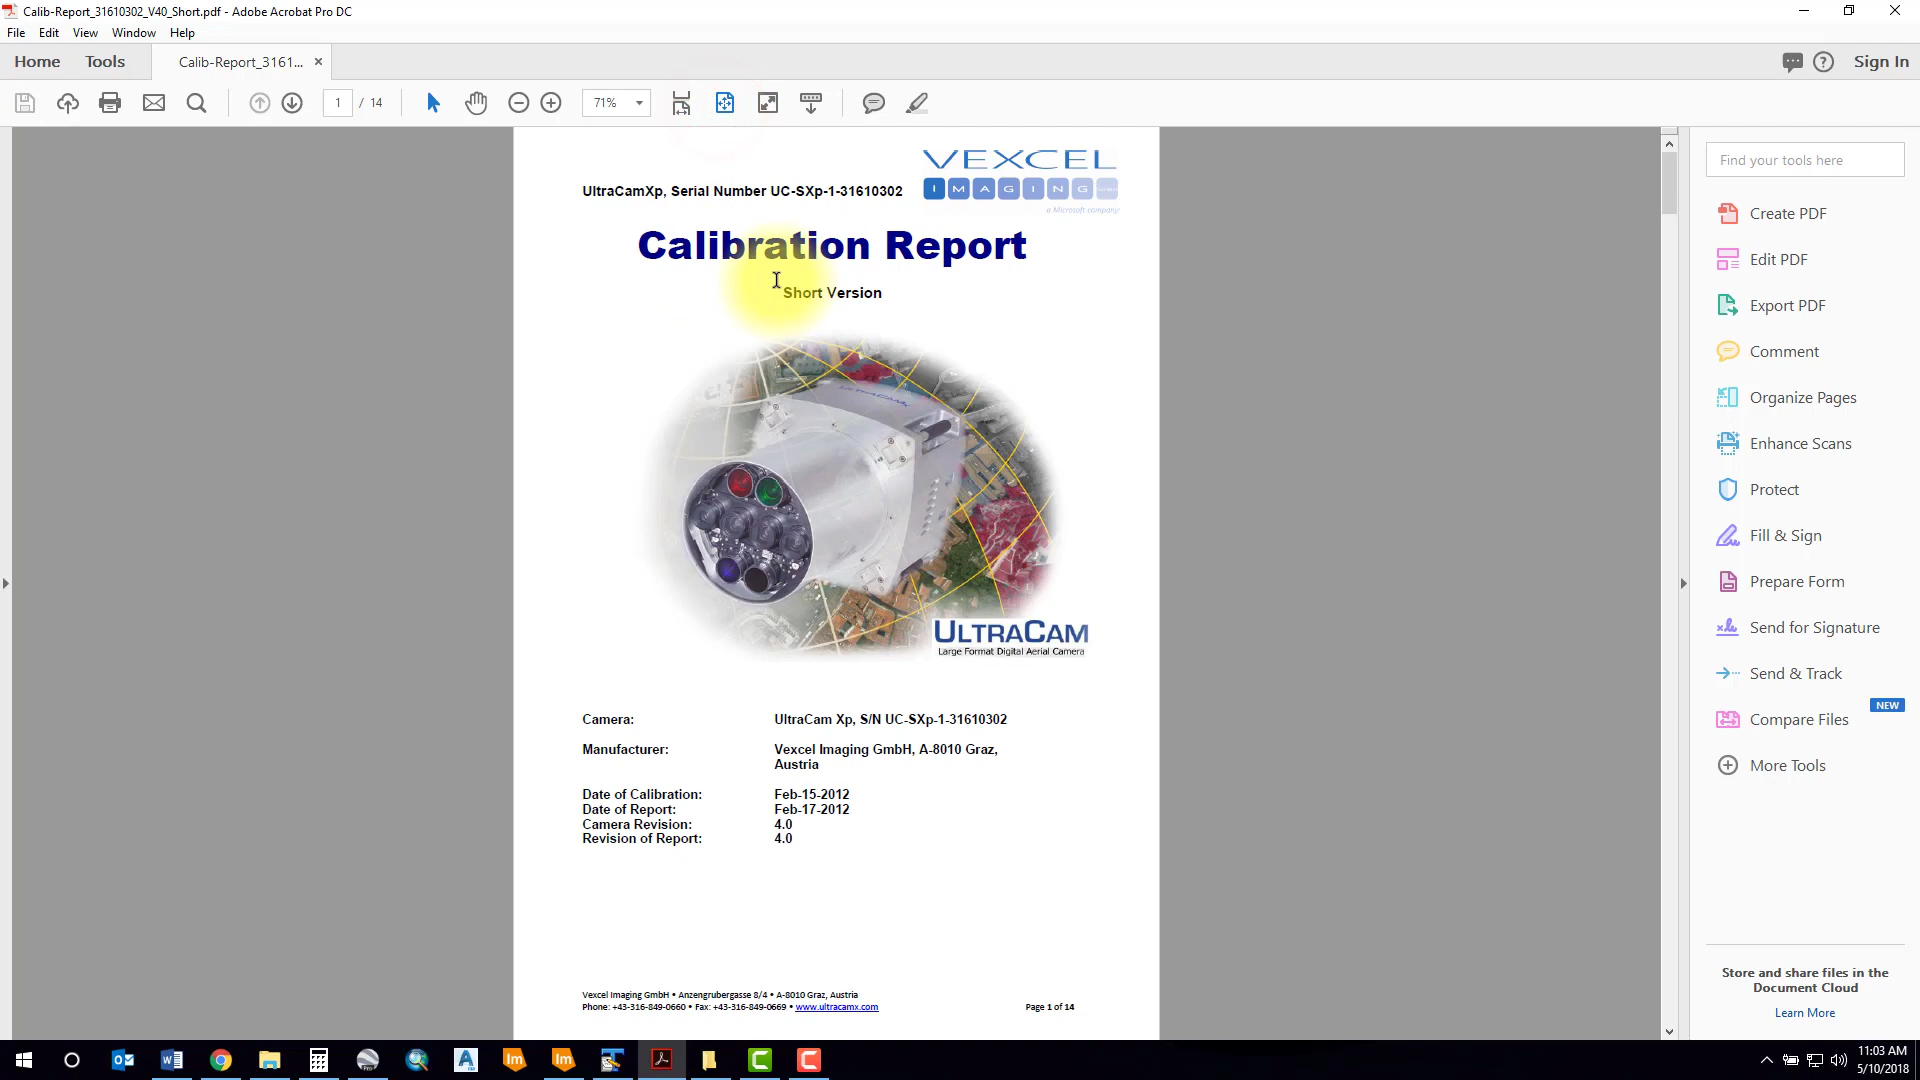 Calib-Report_31610302_V40_Short.pdf - Adobe Acrobat Pro DC
File Edit View Window Help
Home Tools Calib-Report_3161... × Sign In
1 / 14 71%
UltraCamXp, Serial Number UC-SXp-1-31610302
VEXCEL
IMAGING
a Microsoft company
Calibration Report
Short Version
ULTRACAMX
ULTRACAM
Large Format Digital Aerial Camera
Camera: UltraCam Xp, S/N UC-SXp-1-31610302
Manufacturer: Vexcel Imaging GmbH, A-8010 Graz,
Austria
Date of Calibration: Feb-15-2012
Date of Report: Feb-17-2012
Camera Revision: 4.0
Revision of Report: 4.0
Vexcel Imaging GmbH • Anzengrubergasse 8/4 • A-8010 Graz, Austria
Phone: +43-316-849-0660 • Fax: +43-316-849-0669 • www.ultracamx.com Page 1 of 14
Find your tools here
Create PDF
Edit PDF
Export PDF
Comment
Organize Pages
Enhance Scans
Protect
Fill & Sign
Prepare Form
Send for Signature
Send & Track
NEW
Compare Files
More Tools
Store and share files in the
Document Cloud
Learn More
11:03 AM
5/10/2018